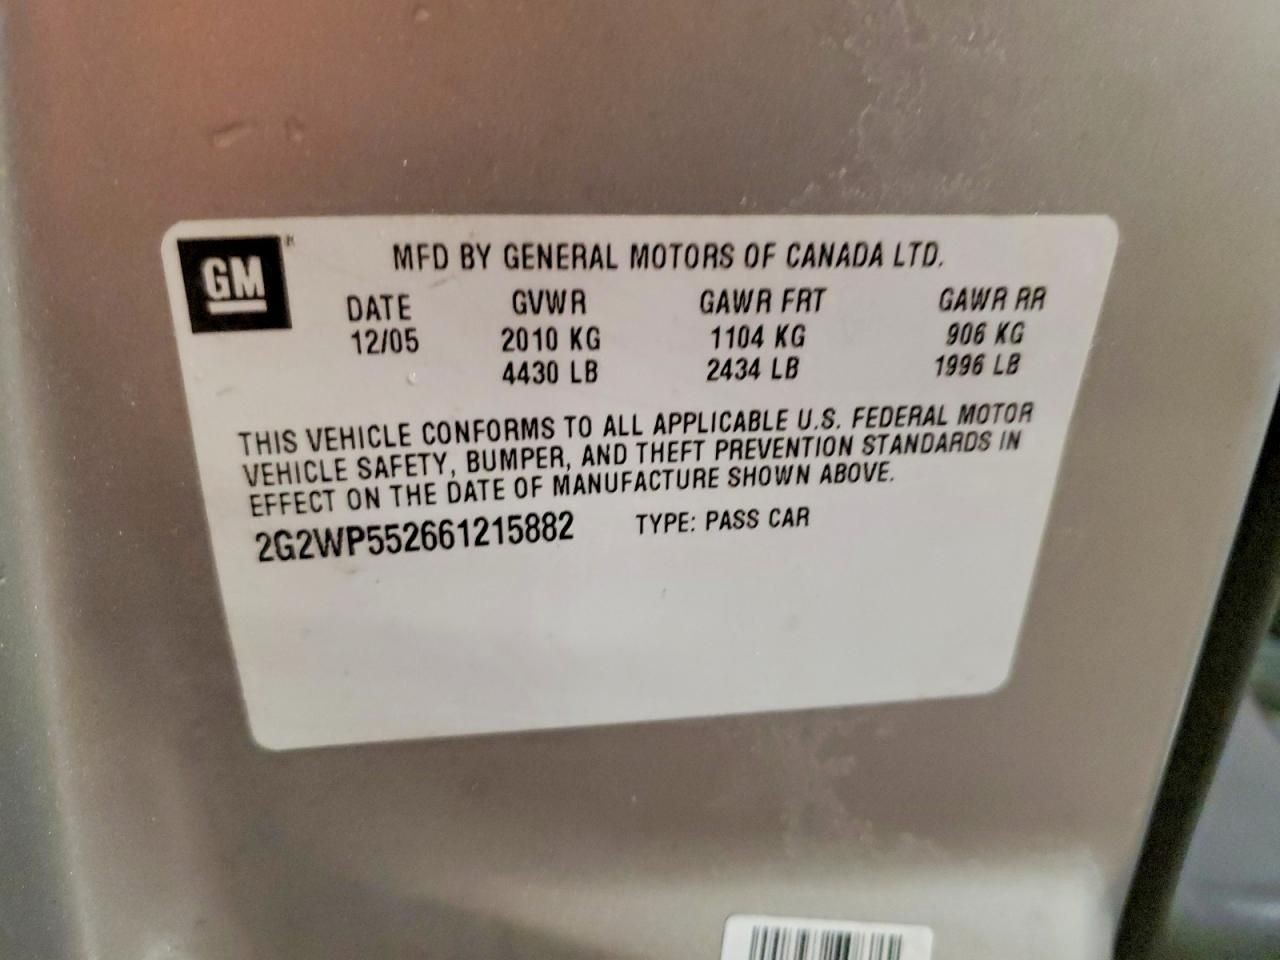 GM
MFD BY GENERAL MOTORS OF CANADA LTD.
DATE GVWR GAWR FRT GAWR RR
12/05 2010 KG 1104 KG 906 KG
4430 LB 2434 LB 1996 LB
THIS VEHICLE CONFORMS TO ALL APPLICABLE U.S. FEDERAL MOTOR
VEHICLE SAFETY, BUMPER, AND THEFT PREVENTION STANDARDS IN
EFFECT ON THE DATE OF MANUFACTURE SHOWN ABOVE.
2G2WP552661215882 TYPE: PASS CAR